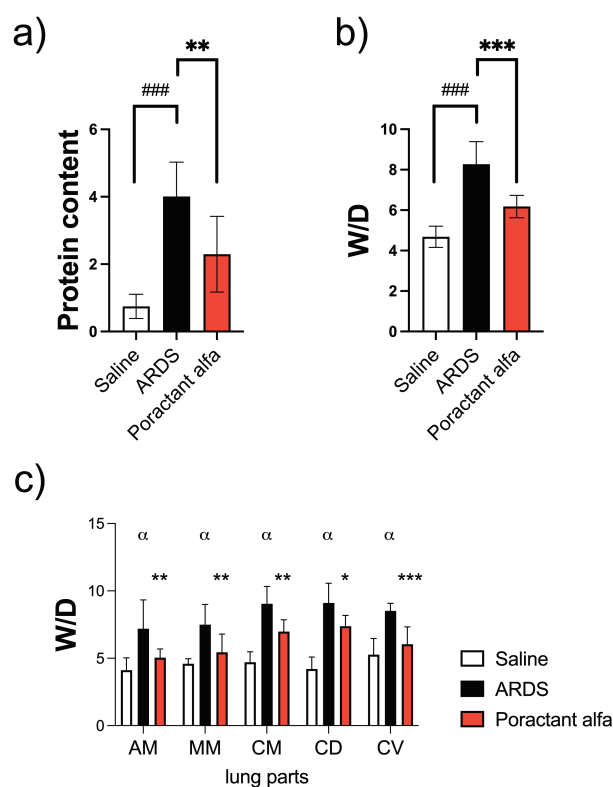 a)
**
###
6
4
2
0
Protein content
Saline
ARDS
Poractant alfa
b)
***
###
10
8
6
4
2
0
W/D
Saline
ARDS
Poractant alfa
c)
15
10
5
0
W/D
α α α α α
** ** ** * ***
AM MM CM CD CV
lung parts
Saline
ARDS
Poractant alfa